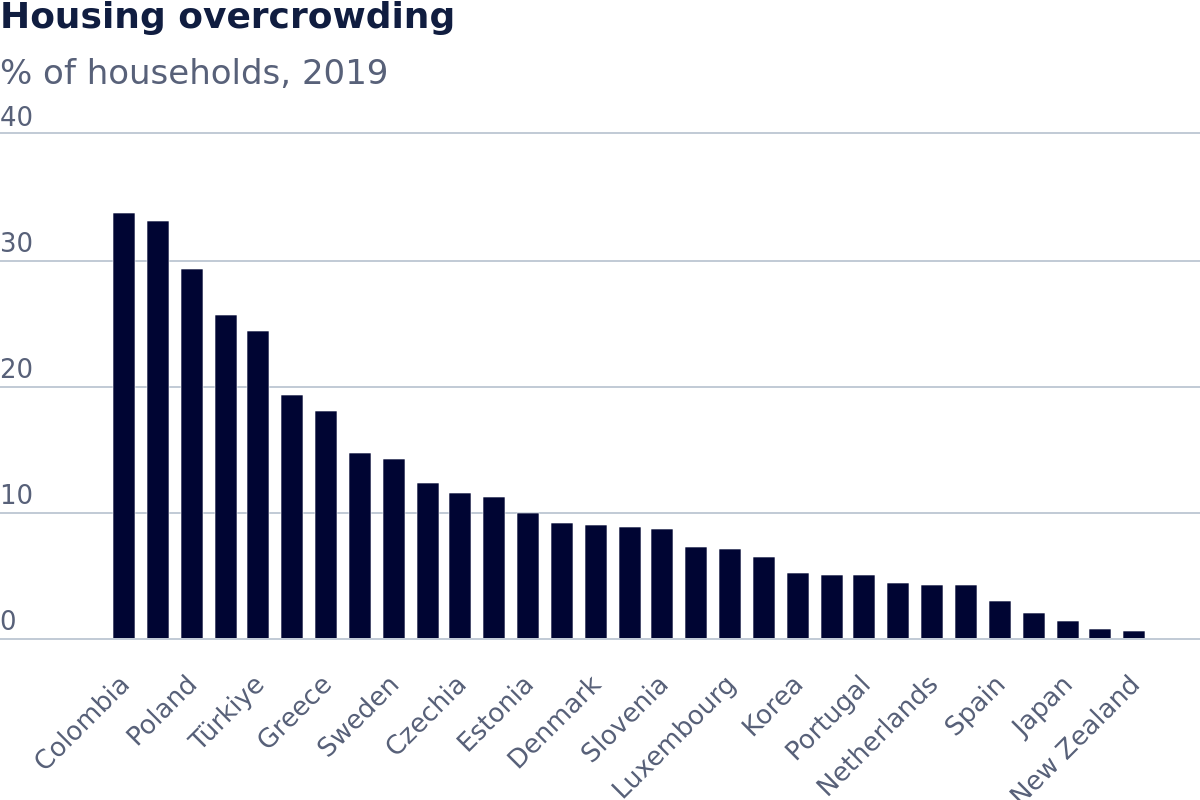 Housing overcrowding
% of households, 2019
40
30
20
10
0
Colombia
Poland
Türkiye
Greece
Sweden
Czechia
Estonia
Denmark
Slovenia
Luxembourg
Korea
Portugal
Netherlands
Spain
Japan
New Zealand